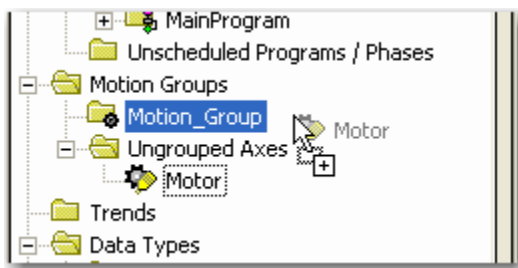 MainProgram
Unscheduled Programs / Phases
Motion Groups
Motion_Group
Motor
Ungrouped Axes
Motor
Trends
Data Types